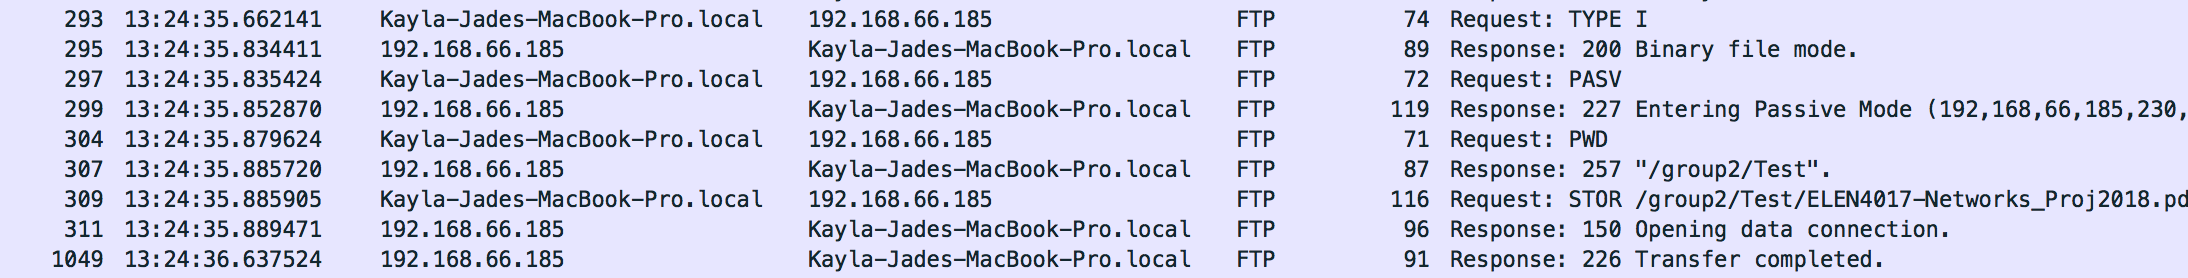 293 13:24:35.662141 Kayla-Jades-MacBook-Pro.local 192.168.66.185 FTP 74 Request: TYPE I
295 13:24:35.834411 192.168.66.185 Kayla-Jades-MacBook-Pro.local FTP 89 Response: 200 Binary file mode.
297 13:24:35.835424 Kayla-Jades-MacBook-Pro.local 192.168.66.185 FTP 72 Request: PASV
299 13:24:35.852870 192.168.66.185 Kayla-Jades-MacBook-Pro.local FTP 119 Response: 227 Entering Passive Mode (192,168,66,185,230,
304 13:24:35.879624 Kayla-Jades-MacBook-Pro.local 192.168.66.185 FTP 71 Request: PWD
307 13:24:35.885720 192.168.66.185 Kayla-Jades-MacBook-Pro.local FTP 87 Response: 257 "/group2/Test".
309 13:24:35.885905 Kayla-Jades-MacBook-Pro.local 192.168.66.185 FTP 116 Request: STOR /group2/Test/ELEN4017-Networks_Proj2018.pd
311 13:24:35.889471 192.168.66.185 Kayla-Jades-MacBook-Pro.local FTP 96 Response: 150 Opening data connection.
1049 13:24:36.637524 192.168.66.185 Kayla-Jades-MacBook-Pro.local FTP 91 Response: 226 Transfer completed.